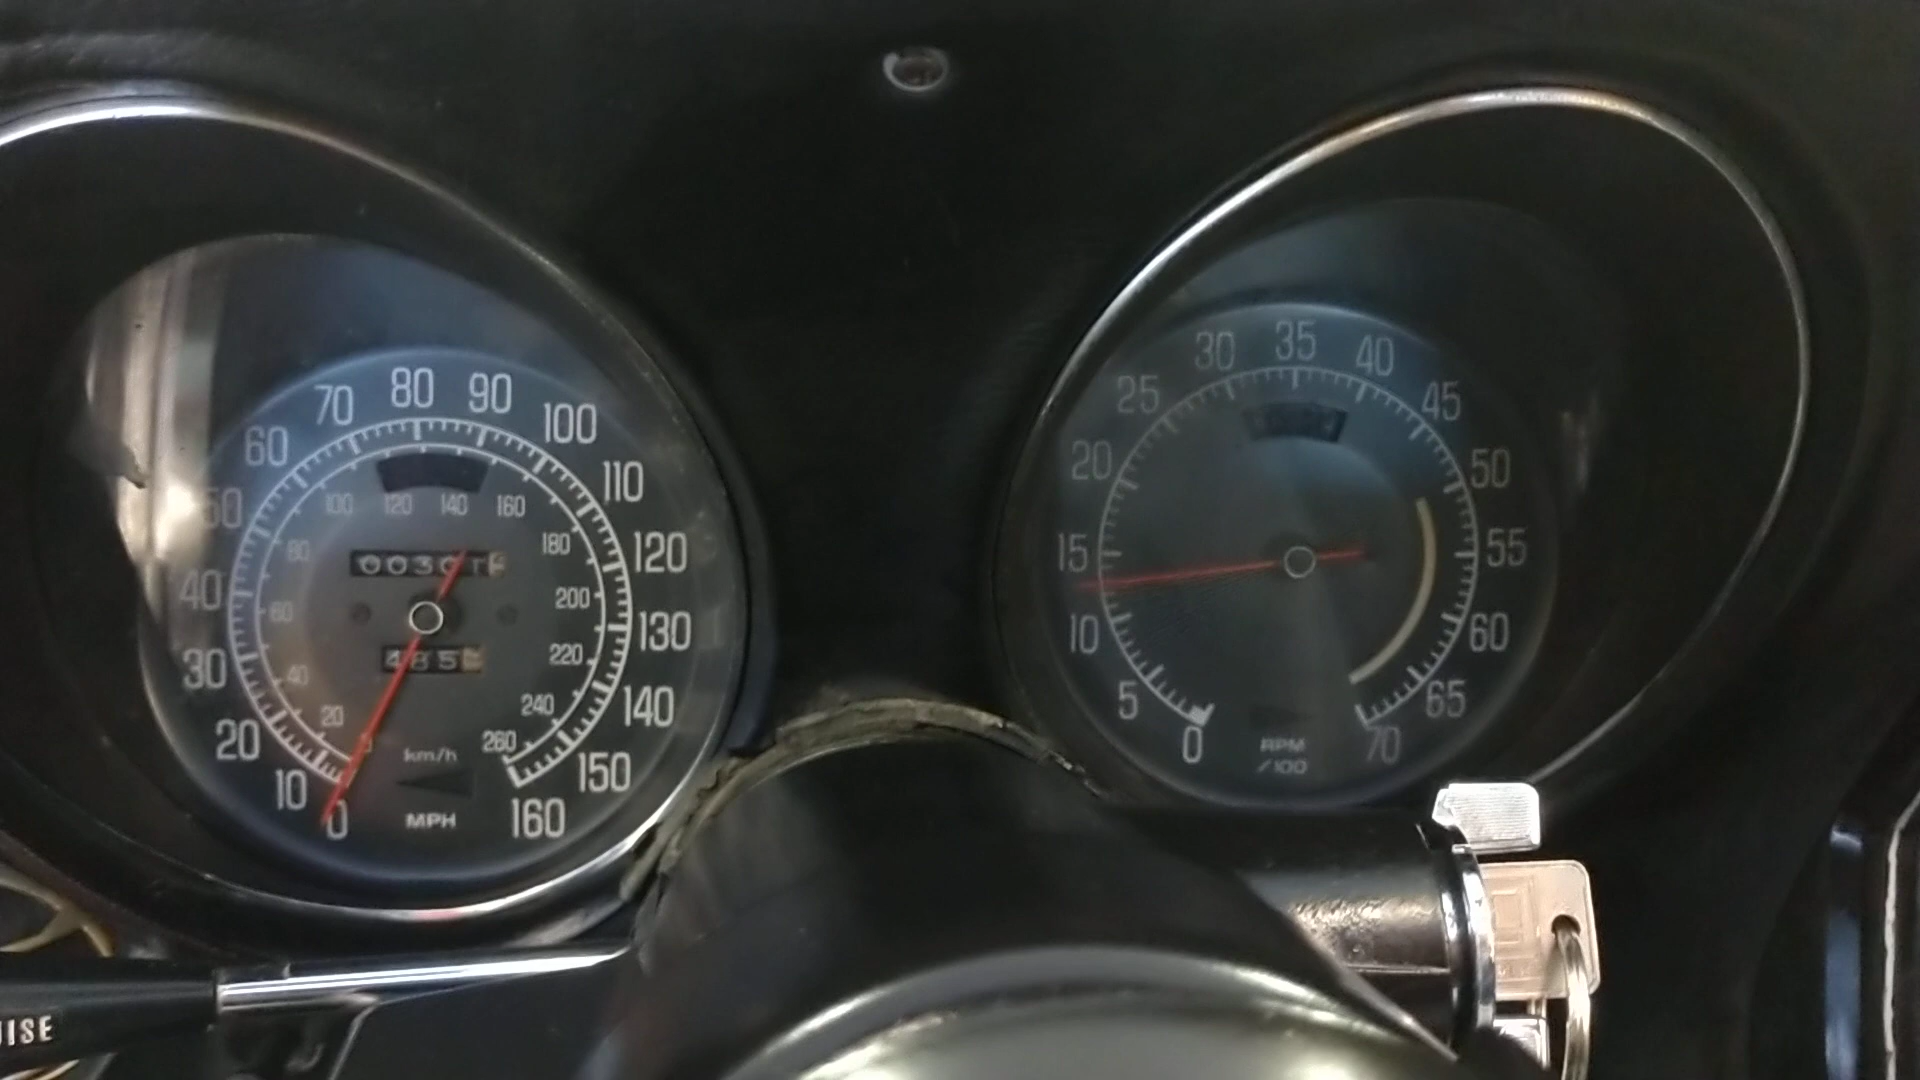 70 80 90
60 100
50 110
100 120 140 160
80 180
40 120
60 200
30 130
40 220
20 140
20 240
10 260 150
km/h
0 MPH 160
485
30 35 40
25 45
20 50
15 55
10 60
5 65
0 RPM 70
/100
UISE